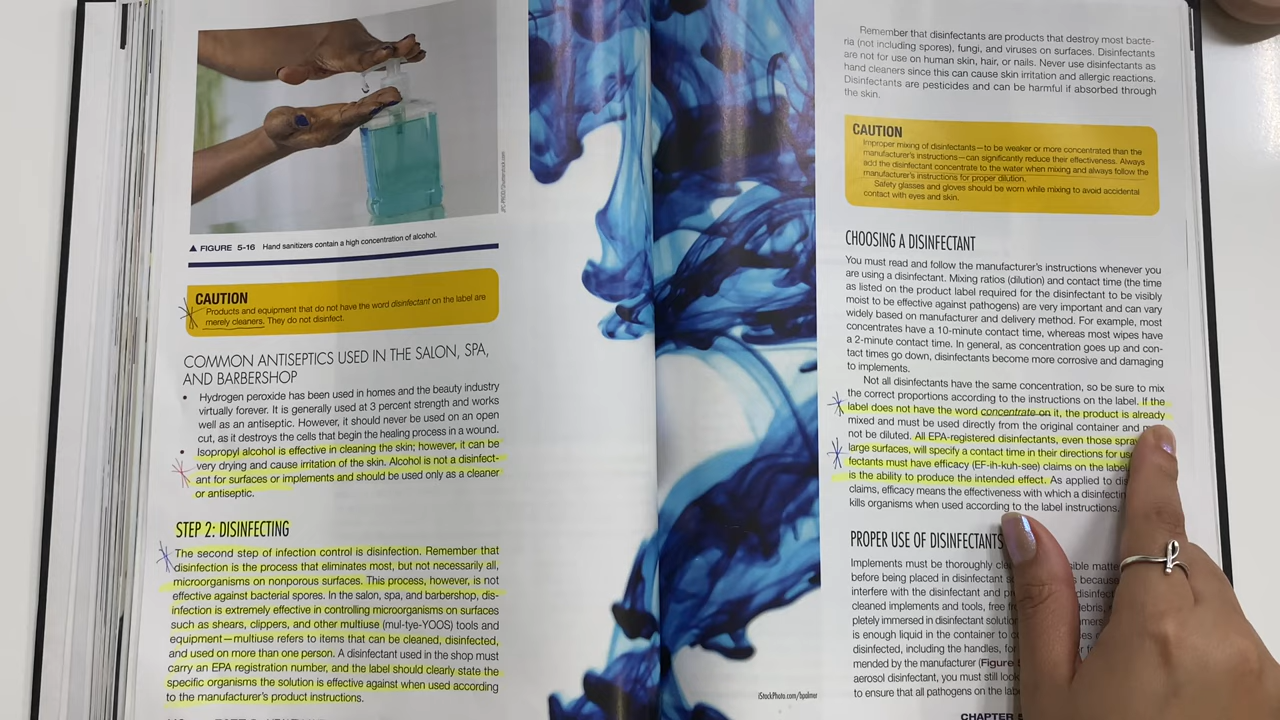 ▲ FIGURE 5-16 Hand sanitizers contain a high concentration of alcohol.
CAUTION
Products and equipment that do not have the word disinfectant on the label are
merely cleaners. They do not disinfect.
COMMON ANTISEPTICS USED IN THE SALON, SPA,
AND BARBERSHOP
• Hydrogen peroxide has been used in homes and the beauty industry
virtually forever. It is generally used at 3 percent strength and works
well as an antiseptic. However, it should never be used on an open
cut, as it destroys the cells that begin the healing process in a wound.
• Isopropyl alcohol is effective in cleaning the skin; however, it can be
very drying and cause irritation of the skin. Alcohol is not a disinfect-
ant for surfaces or implements and should be used only as a cleaner
or antiseptic.
STEP 2: DISINFECTING
The second step of infection control is disinfection. Remember that
disinfection is the process that eliminates most, but not necessarily all,
microorganisms on nonporous surfaces. This process, however, is not
effective against bacterial spores. In the salon, spa, and barbershop, dis-
infection is extremely effective in controlling microorganisms on surfaces
such as shears, clippers, and other multiuse (mul-tye-YOOS) tools and
equipment—multiuse refers to items that can be cleaned, disinfected,
and used on more than one person. A disinfectant used in the shop must
carry an EPA registration number, and the label should clearly state the
specific organisms the solution is effective against when used according
to the manufacturer's product instructions.
iStockPhoto.com/bpalmer
Remember that disinfectants are products that destroy most bacte-
ria (not including spores), fungi, and viruses on surfaces. Disinfectants
are not for use on human skin, hair, or nails. Never use disinfectants as
hand cleaners since this can cause skin irritation and allergic reactions.
Disinfectants are pesticides and can be harmful if absorbed through
the skin.
CAUTION
Improper mixing of disinfectants—to be weaker or more concentrated than the
manufacturer's instructions—can significantly reduce their effectiveness. Always
add the disinfectant concentrate to the water when mixing and always follow the
manufacturer's instructions for proper dilution.
Safety glasses and gloves should be worn while mixing to avoid accidental
contact with eyes and skin.
CHOOSING A DISINFECTANT
You must read and follow the manufacturer's instructions whenever you
are using a disinfectant. Mixing ratios (dilution) and contact time (the time
as listed on the product label required for the disinfectant to be visibly
moist to be effective against pathogens) are very important and can vary
widely based on manufacturer and delivery method. For example, most
concentrates have a 10-minute contact time, whereas most wipes have
a 2-minute contact time. In general, as concentration goes up and con-
tact times go down, disinfectants become more corrosive and damaging
to implements.
Not all disinfectants have the same concentration, so be sure to mix
the correct proportions according to the instructions on the label. If the
label does not have the word concentrate on it, the product is already
mixed and must be used directly from the original container and
not be diluted. All EPA-registered disinfectants, even those
large surfaces, will specify a contact time in their directions for
fectants must have efficacy (EF-ih-kuh-see) claims on the label
is the ability to produce the intended effect. As applied to
claims, efficacy means the effectiveness with which a
kills organisms when used according to the label instructions.
PROPER USE OF DISINFECTANTS
Implements must be thoroughly
before being placed in disinfectant because
interfere with the disinfectant and
cleaned implements and tools, free
pletely immersed in disinfectant
is enough liquid in the container to
disinfected, including the handles,
mended by the manufacturer (Figure
aerosol disinfectant, you must still look
to ensure that all pathogens on the
CHAPTER